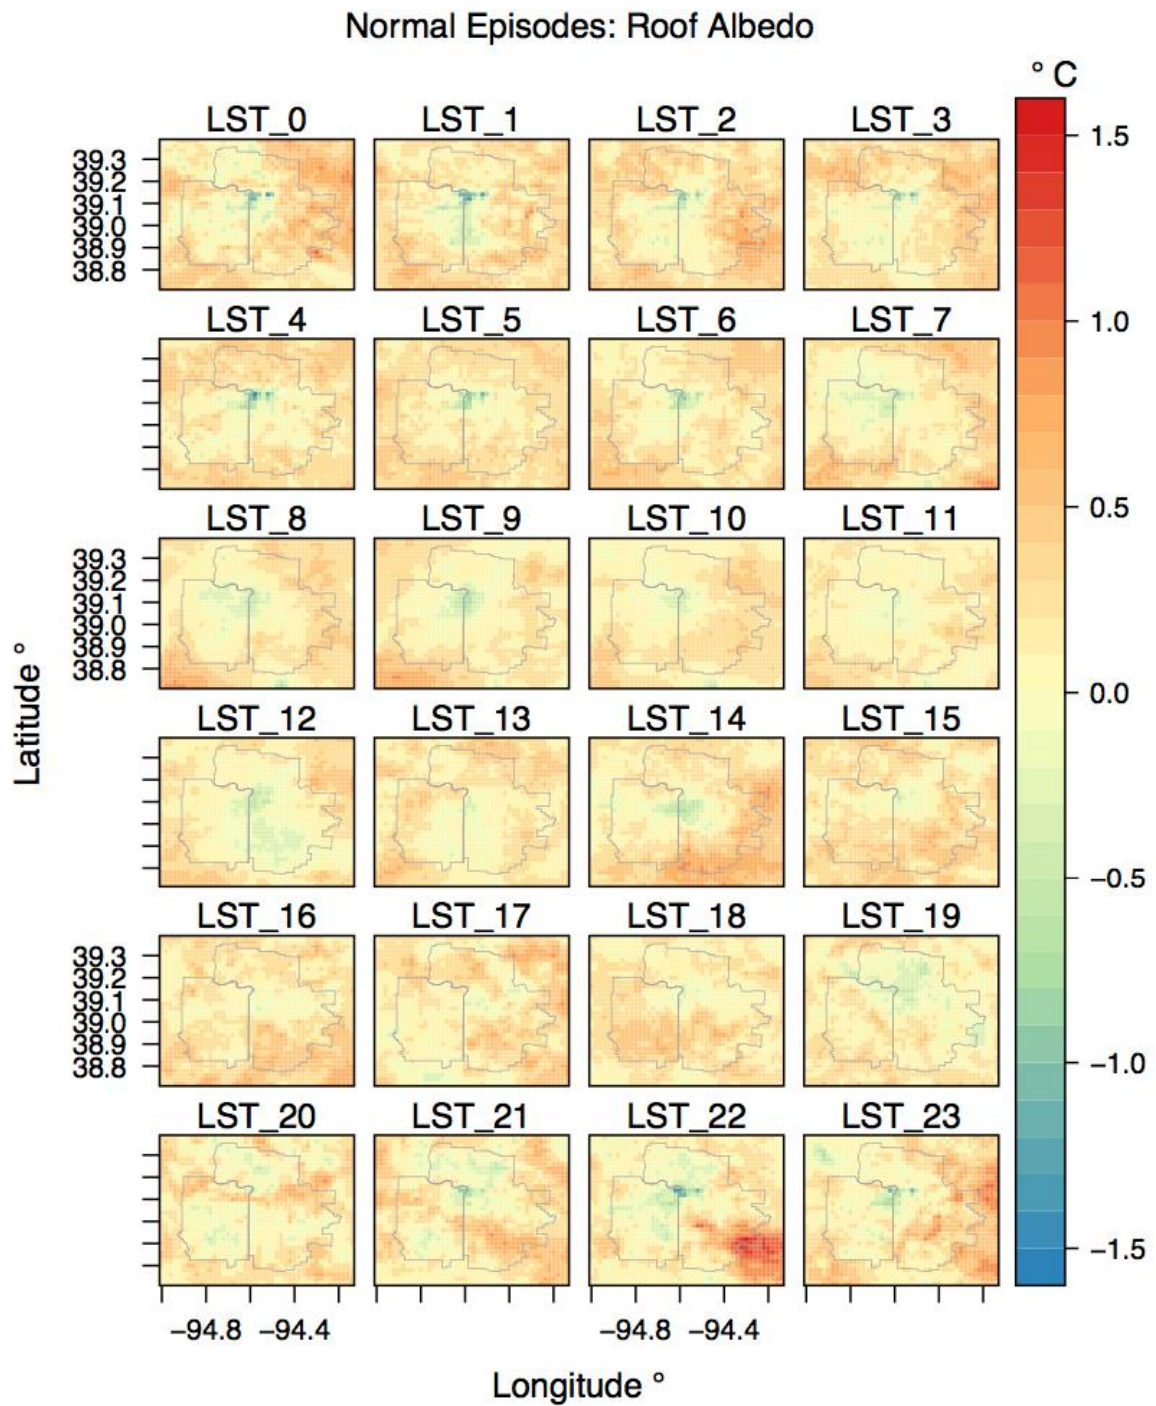 Normal Episodes: Roof Albedo
° C
LST_0 LST_1 LST_2 LST_3
39.3
39.2
39.1
39.0
38.9
38.8
LST_4 LST_5 LST_6 LST_7
LST_8 LST_9 LST_10 LST_11
39.3
39.2
39.1
39.0
38.9
38.8
LST_12 LST_13 LST_14 LST_15
LST_16 LST_17 LST_18 LST_19
39.3
39.2
39.1
39.0
38.9
38.8
LST_20 LST_21 LST_22 LST_23
−94.8 −94.4 −94.8 −94.4
Latitude °
Longitude °
1.5
1.0
0.5
0.0
−0.5
−1.0
−1.5